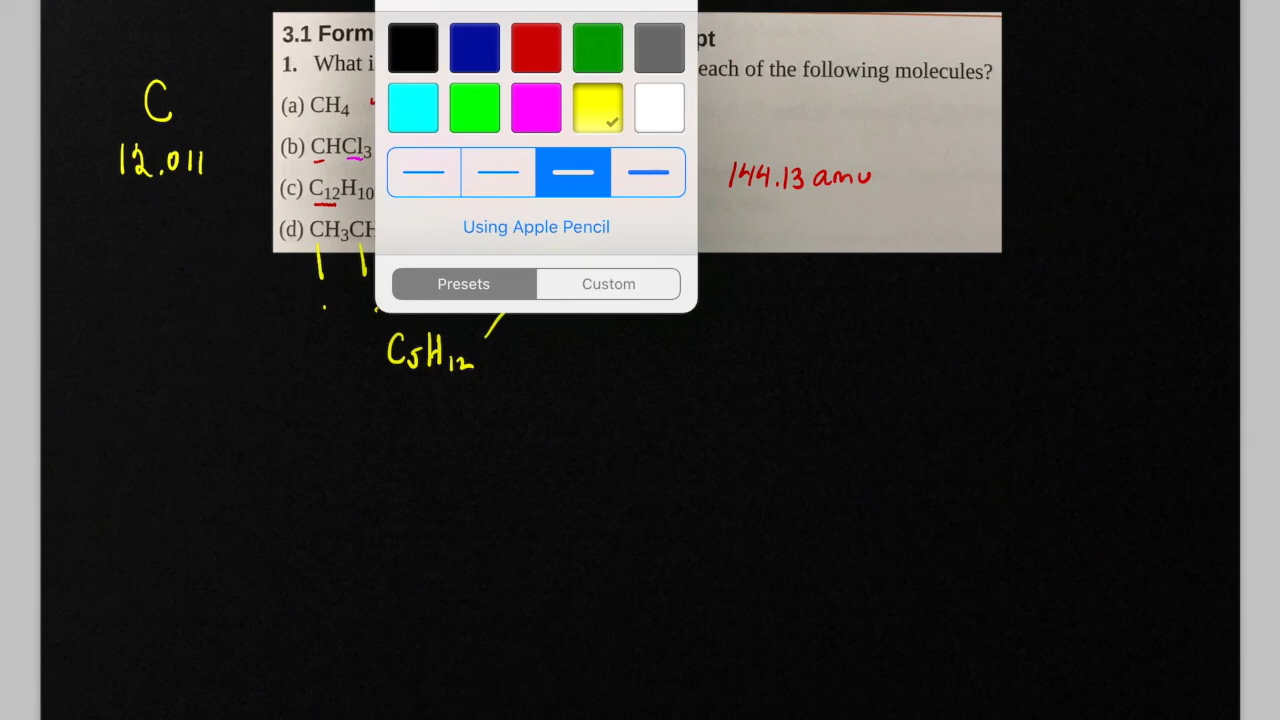 3.1 Form pt
1. What i each of the following molecules?
(a) CH4
(b) CHCl3
(c) C12H10
(d) CH3CH
C
12.011
144.13 amu
Using Apple Pencil
Presets Custom
C5H12